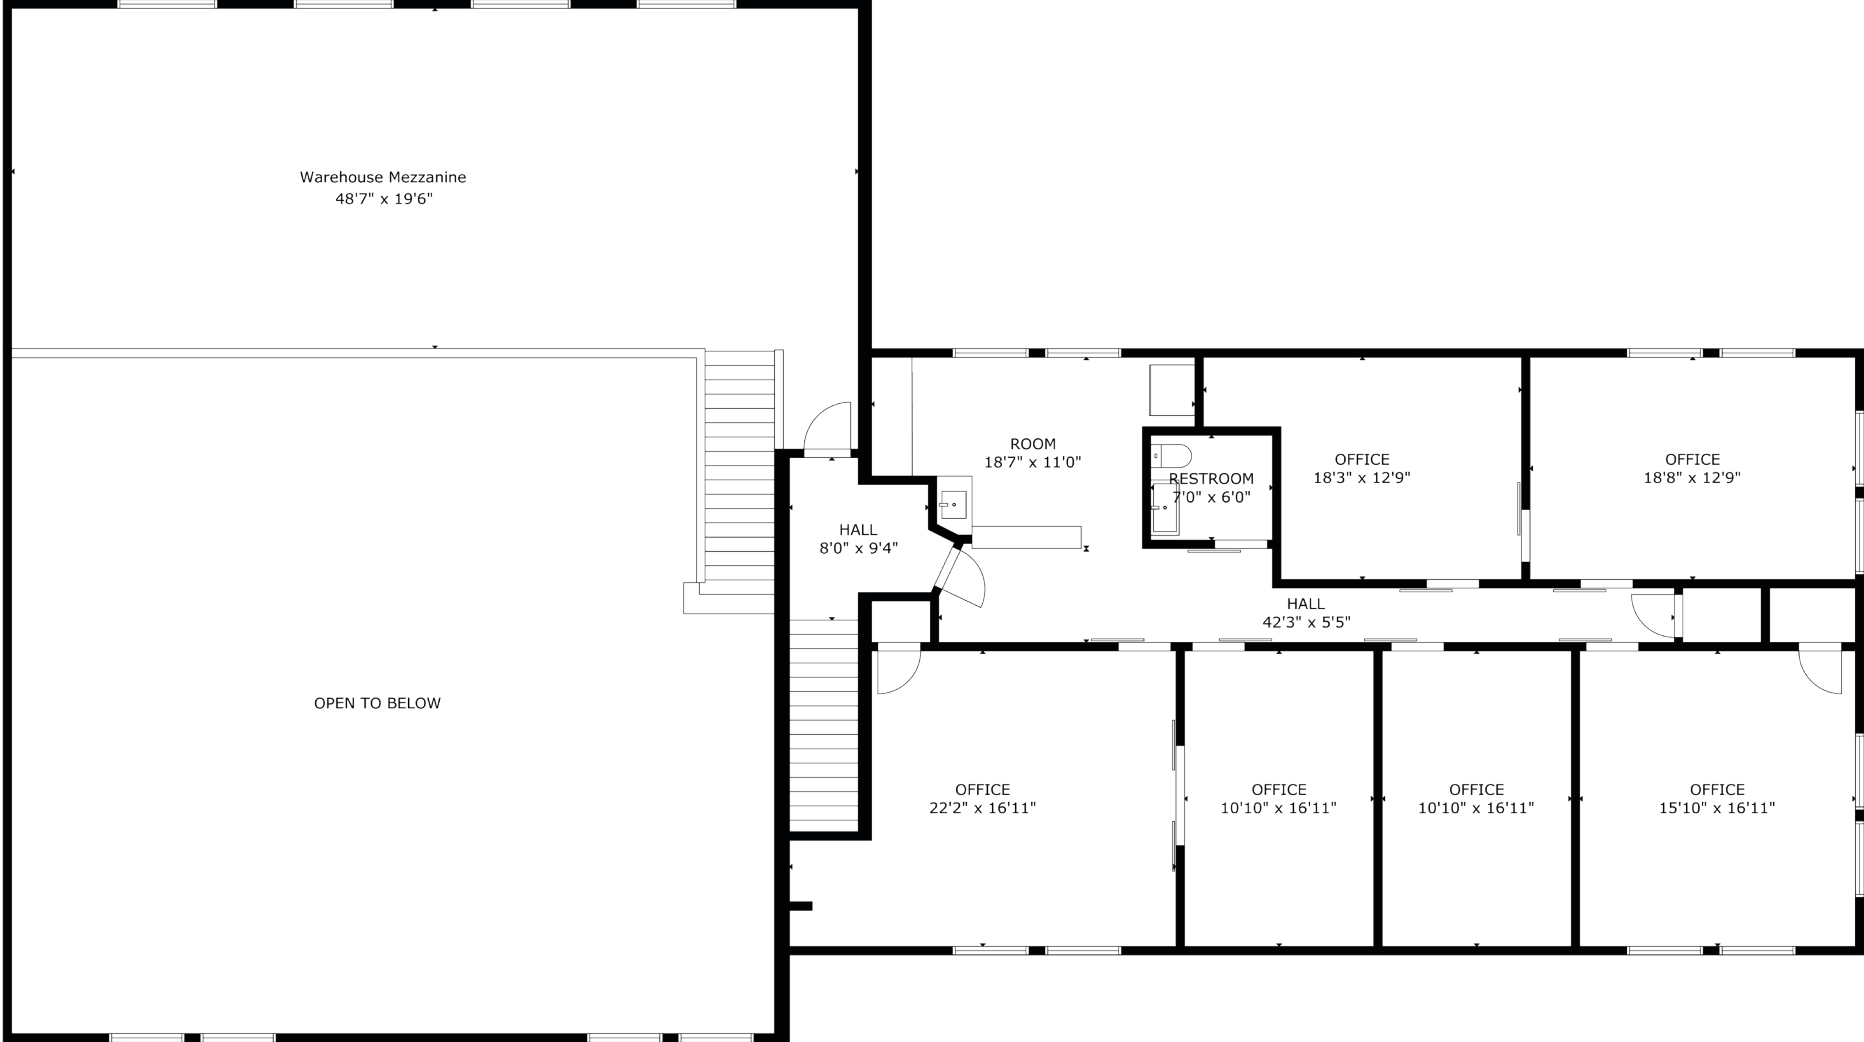 Warehouse Mezzanine
48'7" x 19'6"
ROOM
18'7" x 11'0"
OFFICE
18'3" x 12'9"
OFFICE
18'8" x 12'9"
RESTROOM
7'0" x 6'0"
HALL
8'0" x 9'4"
HALL
42'3" x 5'5"
OPEN TO BELOW
OFFICE
22'2" x 16'11"
OFFICE
10'10" x 16'11"
OFFICE
10'10" x 16'11"
OFFICE
15'10" x 16'11"